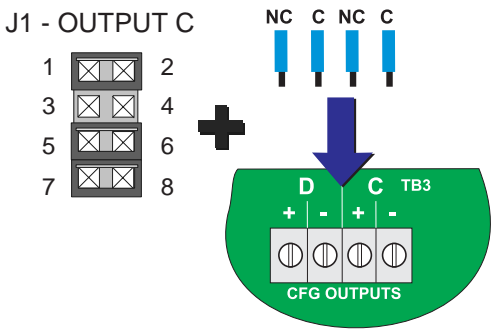 J1 - OUTPUT C
1 2
3 4
5 6
7 8
NC C NC C
D C TB3
+ - + -
CFG OUTPUTS